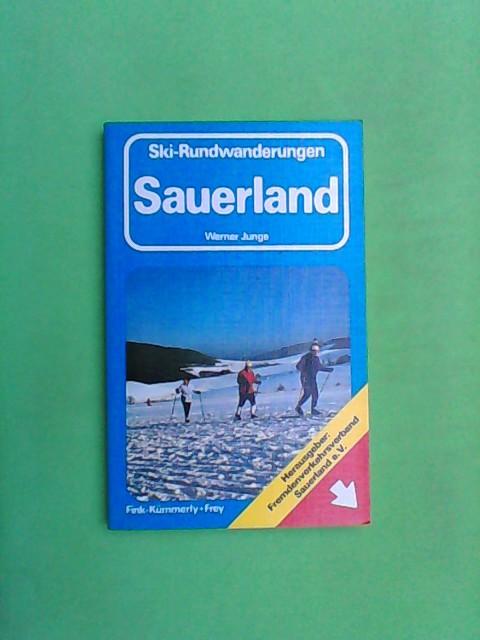 Ski-Rundwanderungen
Sauerland
Werner Junge
Herausgeber:
Fremdenverkehrsverband
Sauerland e.V.
Fink-Kümmerly+Frey